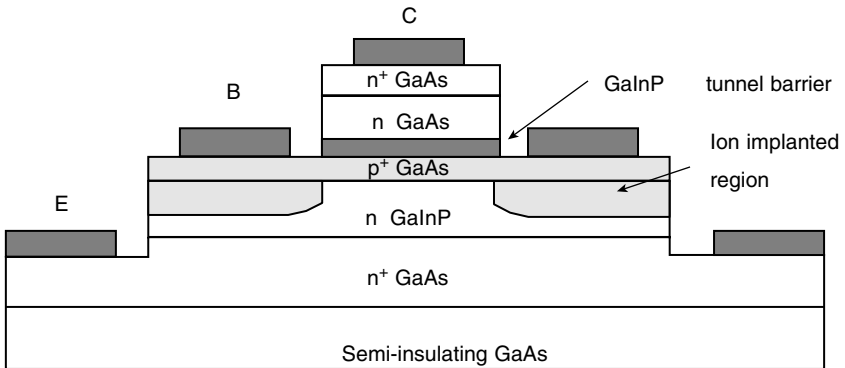 C
n+ GaAs
B
GaInP tunnel barrier
n GaAs
Ion implanted
region
p+ GaAs
E
n GaInP
n+ GaAs
Semi-insulating GaAs